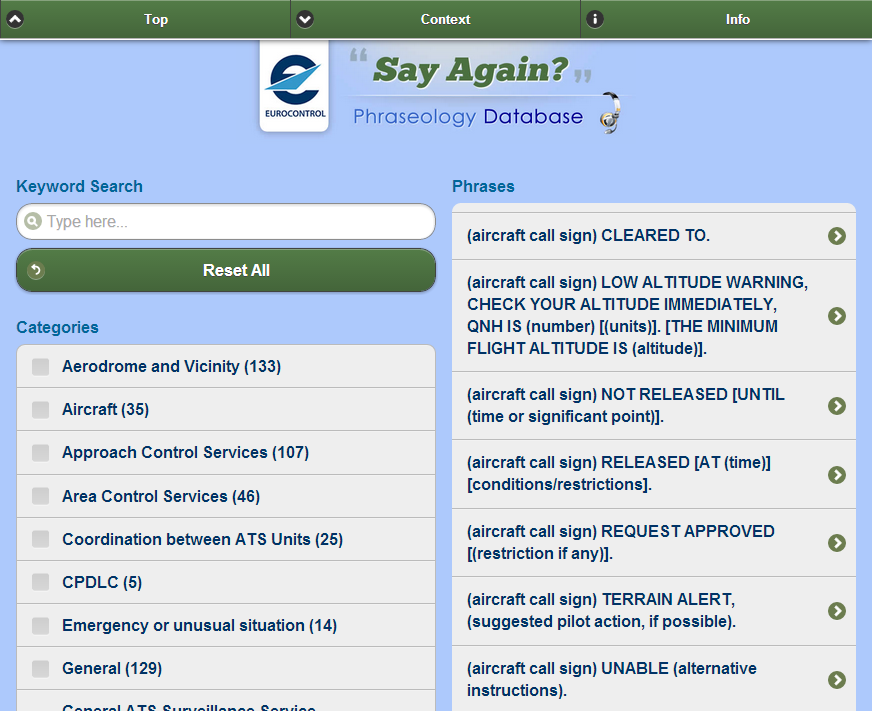 Top
Context
Info
EUROCONTROL
“Say Again?”
Phraseology Database
Keyword Search
Type here...
Reset All
Categories
Aerodrome and Vicinity (133)
Aircraft (35)
Approach Control Services (107)
Area Control Services (46)
Coordination between ATS Units (25)
CPDLC (5)
Emergency or unusual situation (14)
General (129)
General ATS Surveillance Service
Phrases
(aircraft call sign) CLEARED TO.
(aircraft call sign) LOW ALTITUDE WARNING,
CHECK YOUR ALTITUDE IMMEDIATELY,
QNH IS (number) [(units)]. [THE MINIMUM
FLIGHT ALTITUDE IS (altitude)].
(aircraft call sign) NOT RELEASED [UNTIL
(time or significant point)].
(aircraft call sign) RELEASED [AT (time)]
[conditions/restrictions].
(aircraft call sign) REQUEST APPROVED
[(restriction if any)].
(aircraft call sign) TERRAIN ALERT,
(suggested pilot action, if possible).
(aircraft call sign) UNABLE (alternative
instructions).